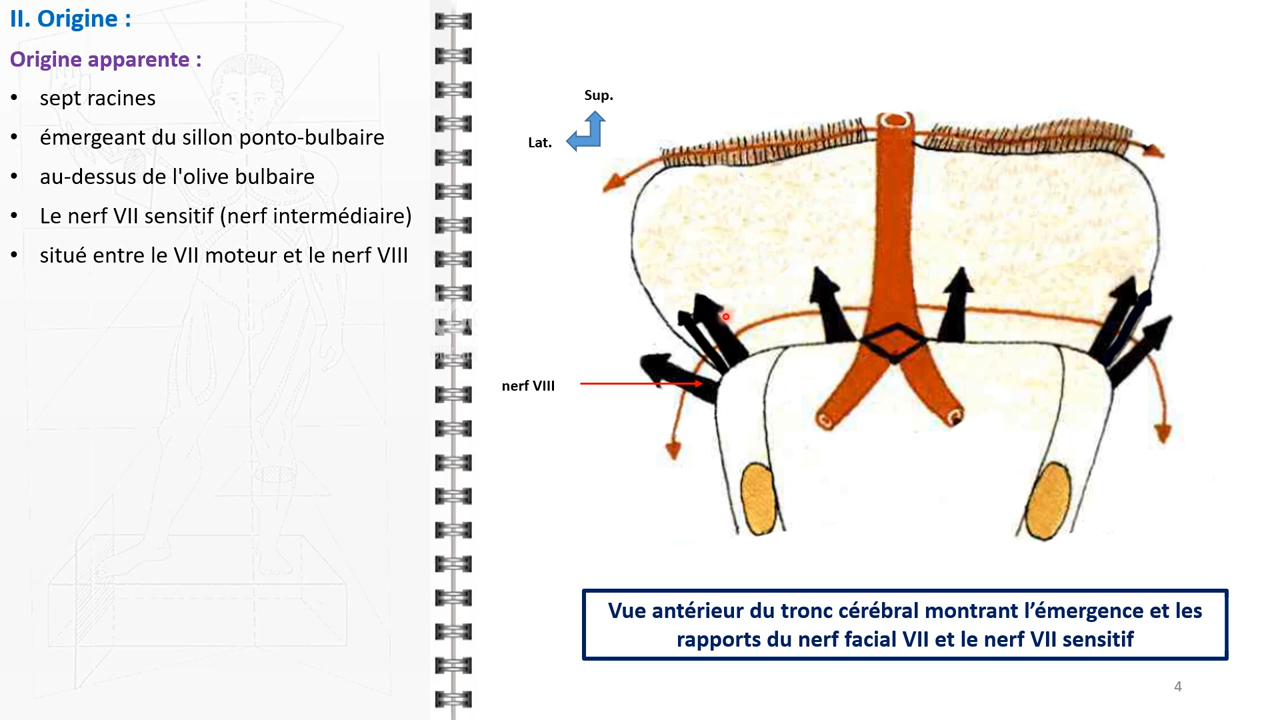 II. Origine :
Origine apparente :
• sept racines
• émergeant du sillon ponto-bulbaire
• au-dessus de l'olive bulbaire
• Le nerf VII sensitif (nerf intermédiaire)
• situé entre le VII moteur et le nerf VIII
Sup.
Lat.
nerf VIII
Vue antérieur du tronc cérébral montrant l’émergence et les
rapports du nerf facial VII et le nerf VII sensitif
4